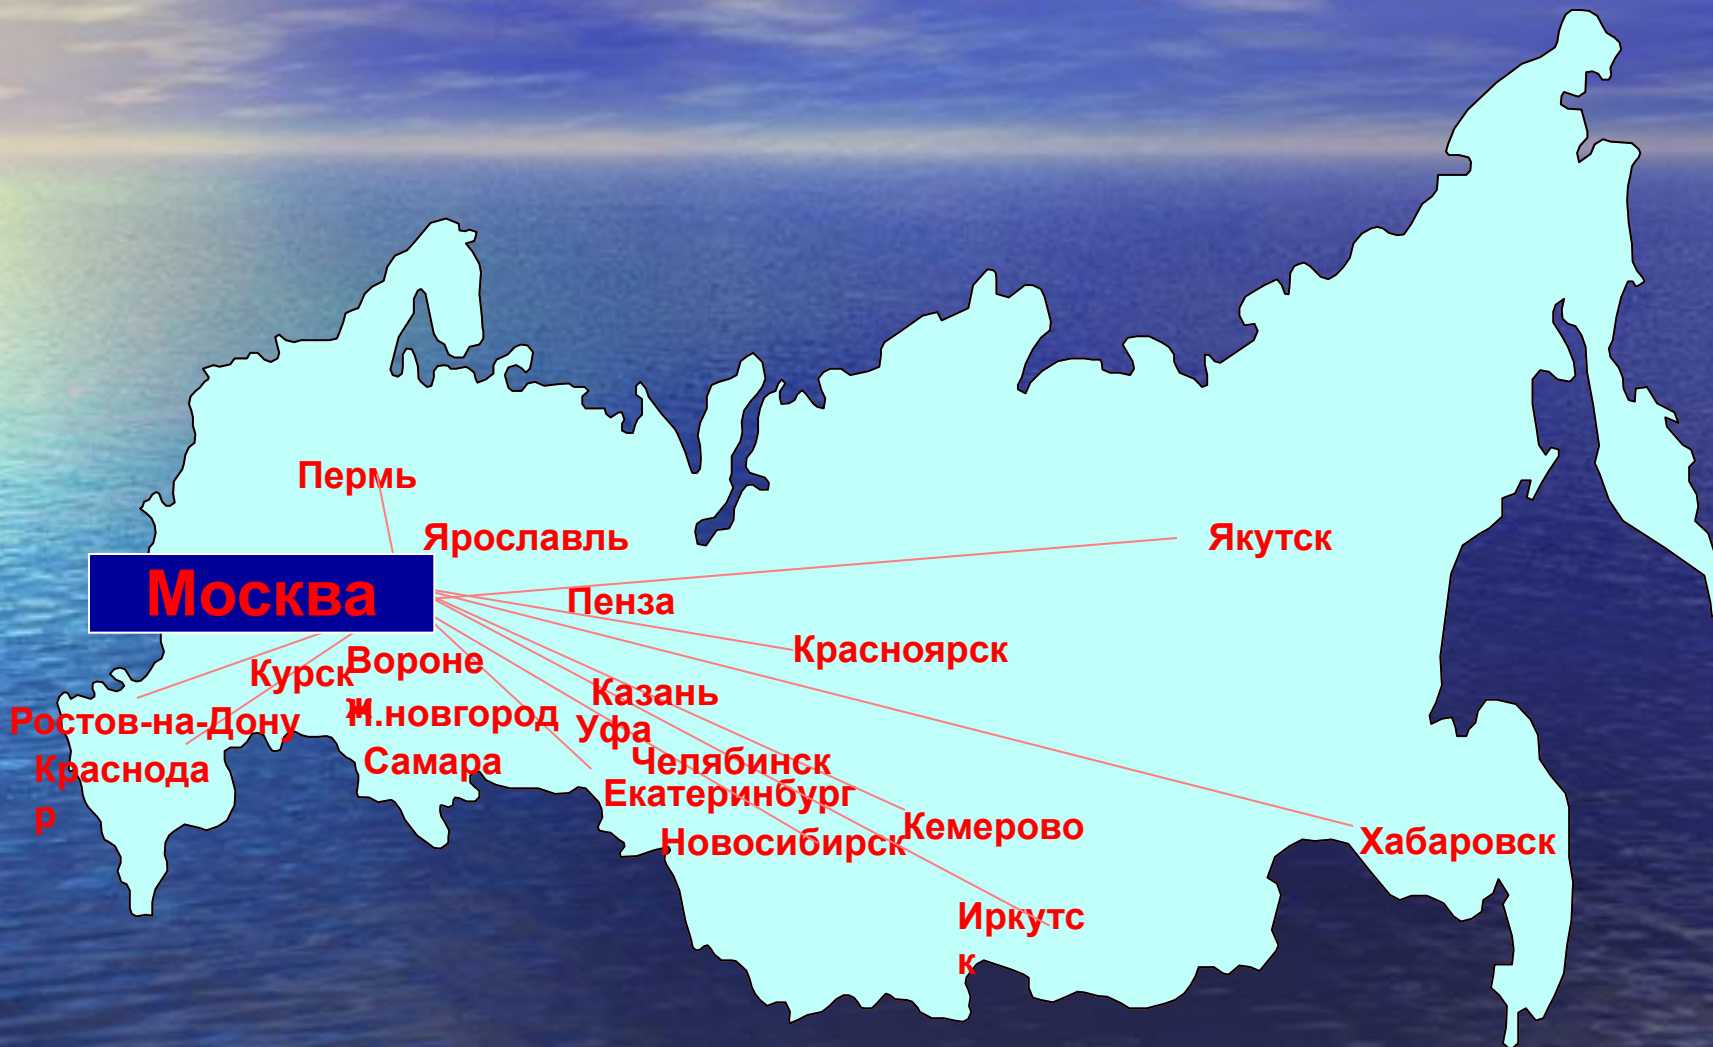 Пермь
Ярославль
Якутск
Москва
Пенза
Красноярск
Курск
Вороне
ж
Казань
Ростов-на-Дону
Н.новгород
Уфа
Самара
Челябинск
Краснода
р
Екатеринбург
Кемерово
Новосибирск
Хабаровск
Иркутс
к